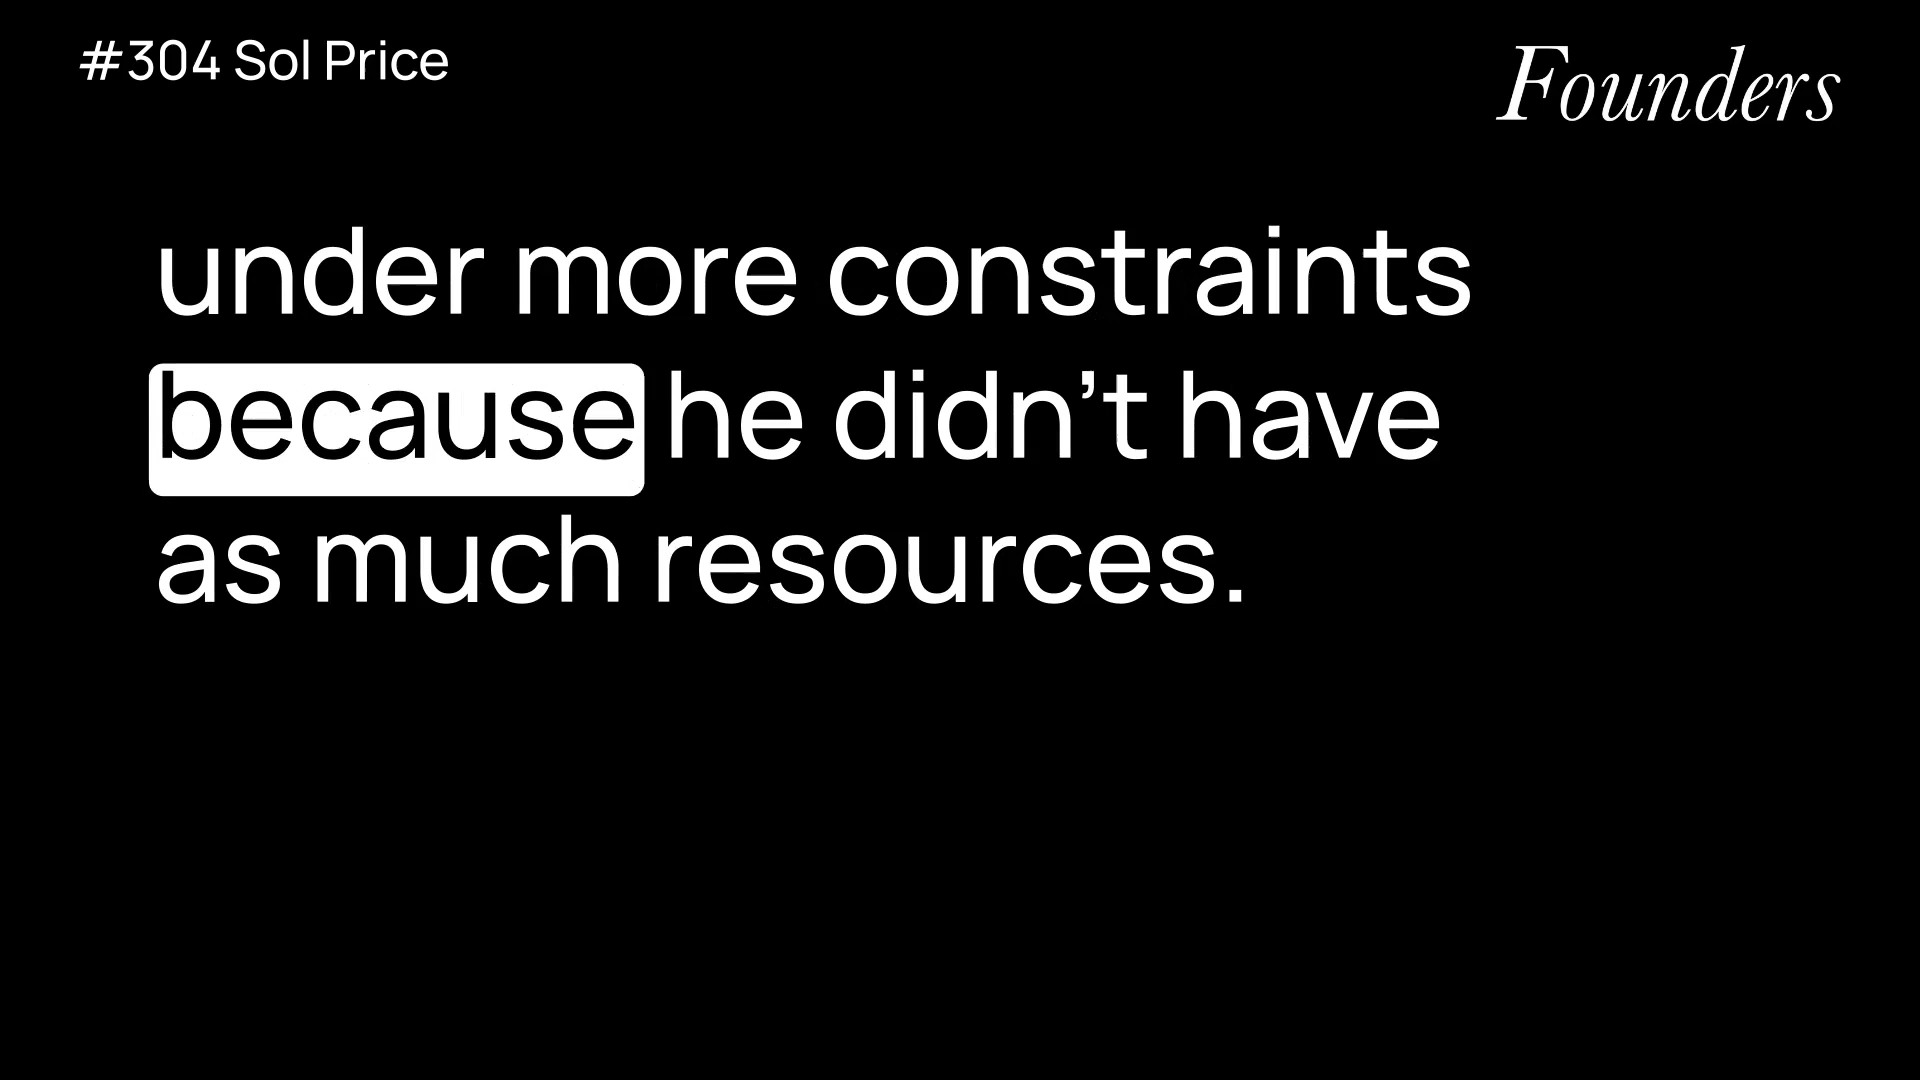 #304 Sol Price
Founders
under more constraints
because he didn’t have
as much resources.